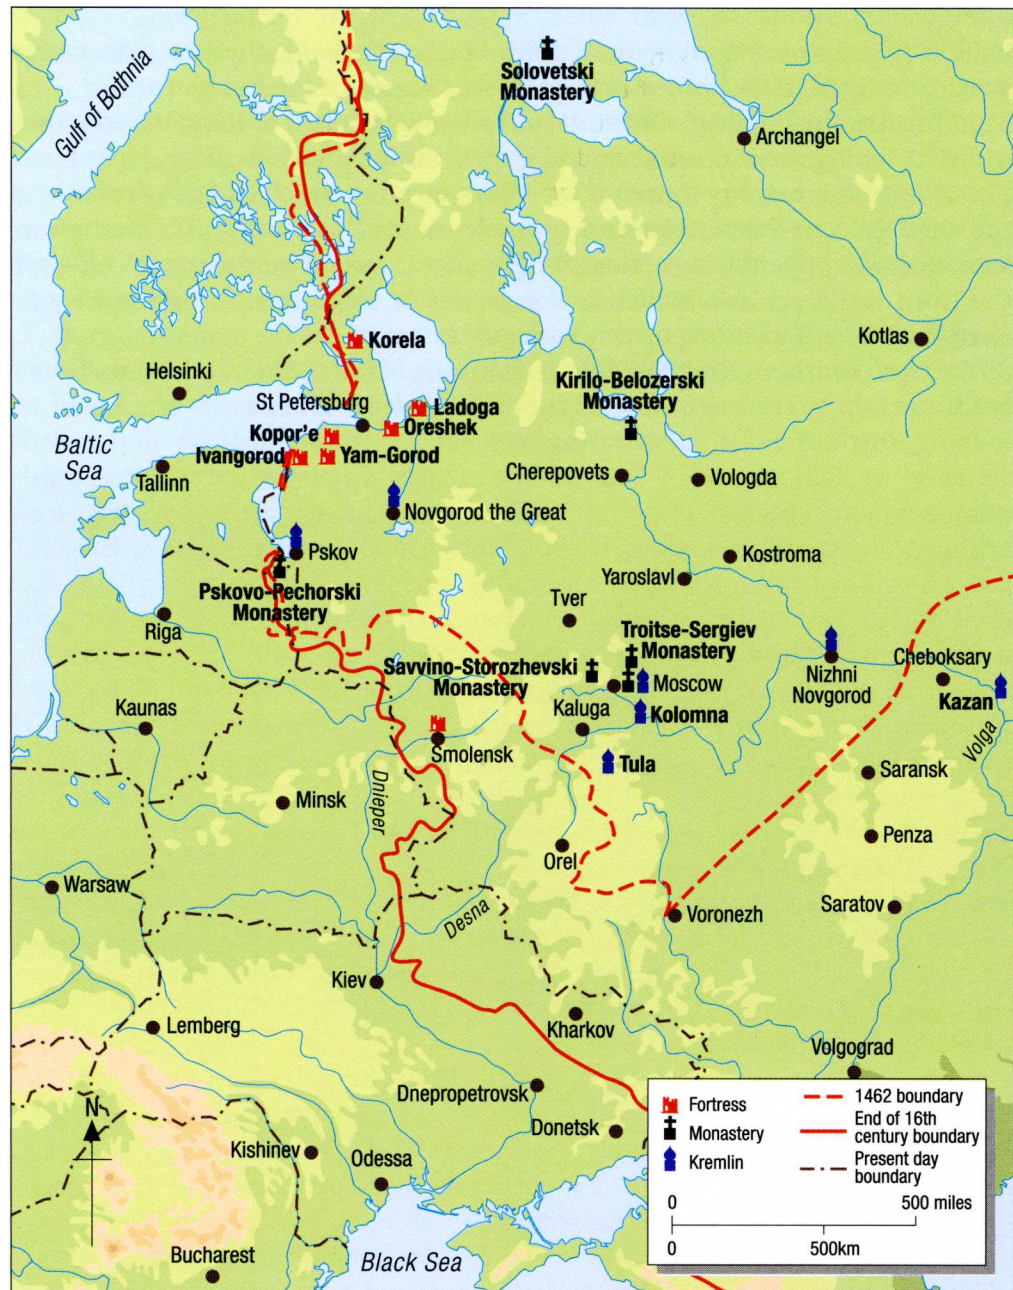 Solovetski
Monastery
Gulf of Bothnia
Archangel
Korela
Kotlas
Helsinki
Kirilo-Belozerski
Monastery
St Petersburg
Ladoga
Oreshek
Kopor'e
Baltic
Sea
Ivangorod
Yam-Gorod
Tallinn
Cherepovets
Vologda
Novgorod the Great
Pskov
Kostroma
Yaroslavl
Pskovo-Pechorski
Monastery
Tver
Riga
Troitse-Sergiev
Monastery
Savvino-Storozhevski
Monastery
Moscow
Nizhni
Novgorod
Cheboksary
Kazan
Kaunas
Kaluga
Kolomna
Volga
Smolensk
Tula
Saransk
Dnieper
Minsk
Penza
Orel
Warsaw
Desna
Voronezh
Saratov
Kiev
Lemberg
Kharkov
Volgograd
Dnepropetrovsk
Donetsk
N
Kishinev
Odessa
Bucharest
Black Sea
Fortress
Monastery
Kremlin
1462 boundary
End of 16th
century boundary
Present day
boundary
0 500 miles
0 500km